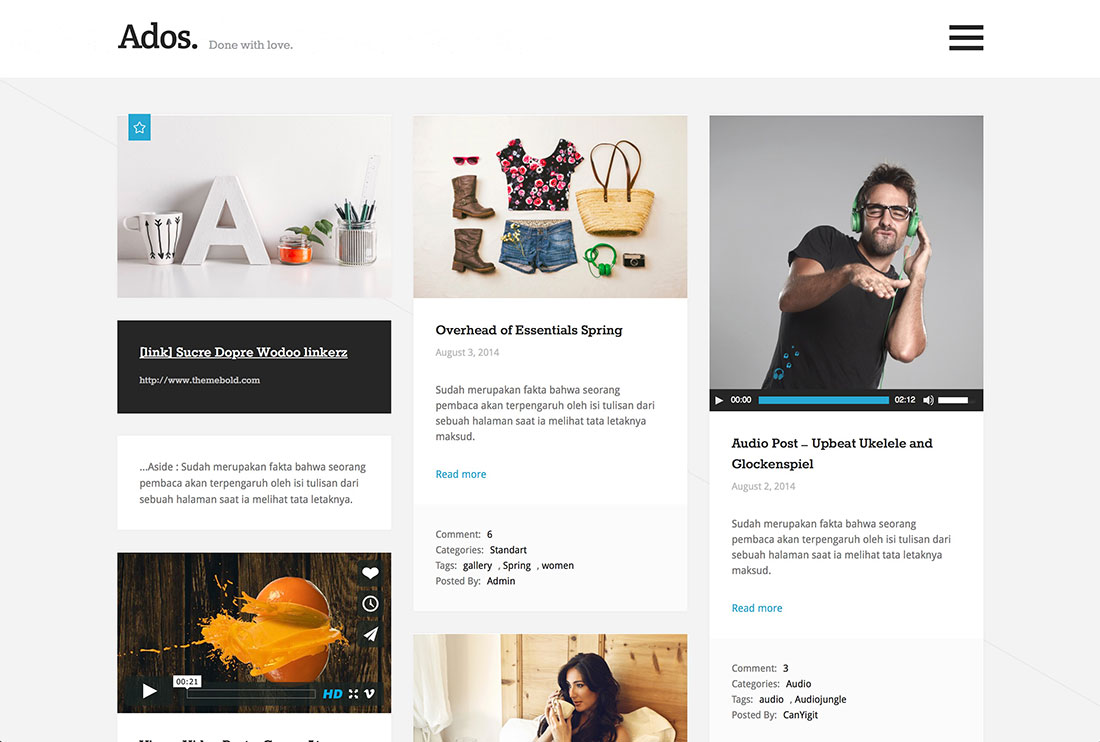 Ados. Done with love.
[link] Sucre Dopre Wodoo linkerz
http://www.themebold.com
...Aside : Sudah merupakan fakta bahwa seorang
pembaca akan terpengaruh oleh isi tulisan dari
sebuah halaman saat ia melihat tata letaknya.
00:21
HD
Overhead of Essentials Spring
August 3, 2014
Sudah merupakan fakta bahwa seorang
pembaca akan terpengaruh oleh isi tulisan dari
sebuah halaman saat ia melihat tata letaknya
maksud.
Read more
Comment: 6
Categories: Standart
Tags: gallery , Spring , women
Posted By: Admin
00:00 02:12
Audio Post – Upbeat Ukelele and
Glockenspiel
August 2, 2014
Sudah merupakan fakta bahwa seorang
pembaca akan terpengaruh oleh isi tulisan dari
sebuah halaman saat ia melihat tata letaknya
maksud.
Read more
Comment: 3
Categories: Audio
Tags: audio , Audiojungle
Posted By: CanYigit